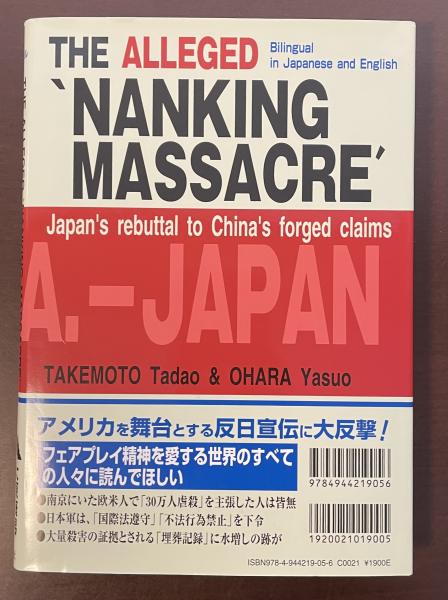 THE ALLEGED
Bilingual
in Japanese and English
`NANKING
MASSACRE´
Japan's rebuttal to China's forged claims
A.–JAPAN
TAKEMOTO Tadao & OHARA Yasuo
アメリカを舞台とする反日宣伝に大反撃!
フェアプレイ精神を愛する世界のすべて
の人々に読んでほしい
●南京にいた欧米人で「30万人虐殺」を主張した人は皆無
●日本軍は、「国際法遵守」「不法行為禁止」を下令
●大量殺害の証拠とされる「埋葬記録」に水増しの跡が
9784944219056
1920021019005
ISBN978-4-944219-05-6 C0021 ¥1900E